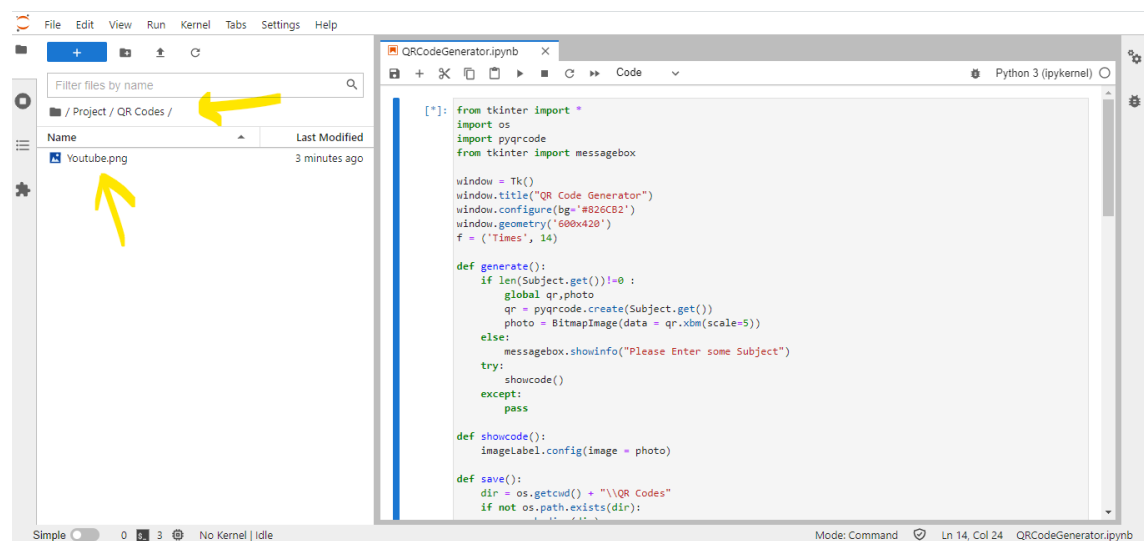 File Edit View Run Kernel Tabs Settings Help
Filter files by name
/ Project / QR Codes /
Name Last Modified
Youtube.png 3 minutes ago
QRCodeGenerator.ipynb
Code
Python 3 (ipykernel)
[*]: from tkinter import *
import os
import pyqrcode
from tkinter import messagebox
window = Tk()
window.title("QR Code Generator")
window.configure(bg='#826CB2')
window.geometry('600x420')
f = ('Times', 14)
def generate():
if len(Subject.get())!=0 :
global qr,photo
qr = pyqrcode.create(Subject.get())
photo = BitmapImage(data = qr.xbm(scale=5))
else:
messagebox.showinfo("Please Enter some Subject")
try:
showcode()
except:
pass
def showcode():
imageLabel.config(image = photo)
def save():
dir = os.getcwd() + "\\QR Codes"
if not os.path.exists(dir):
Simple 0 3 No Kernel | Idle Mode: Command Ln 14, Col 24 QRCodeGenerator.ipynb